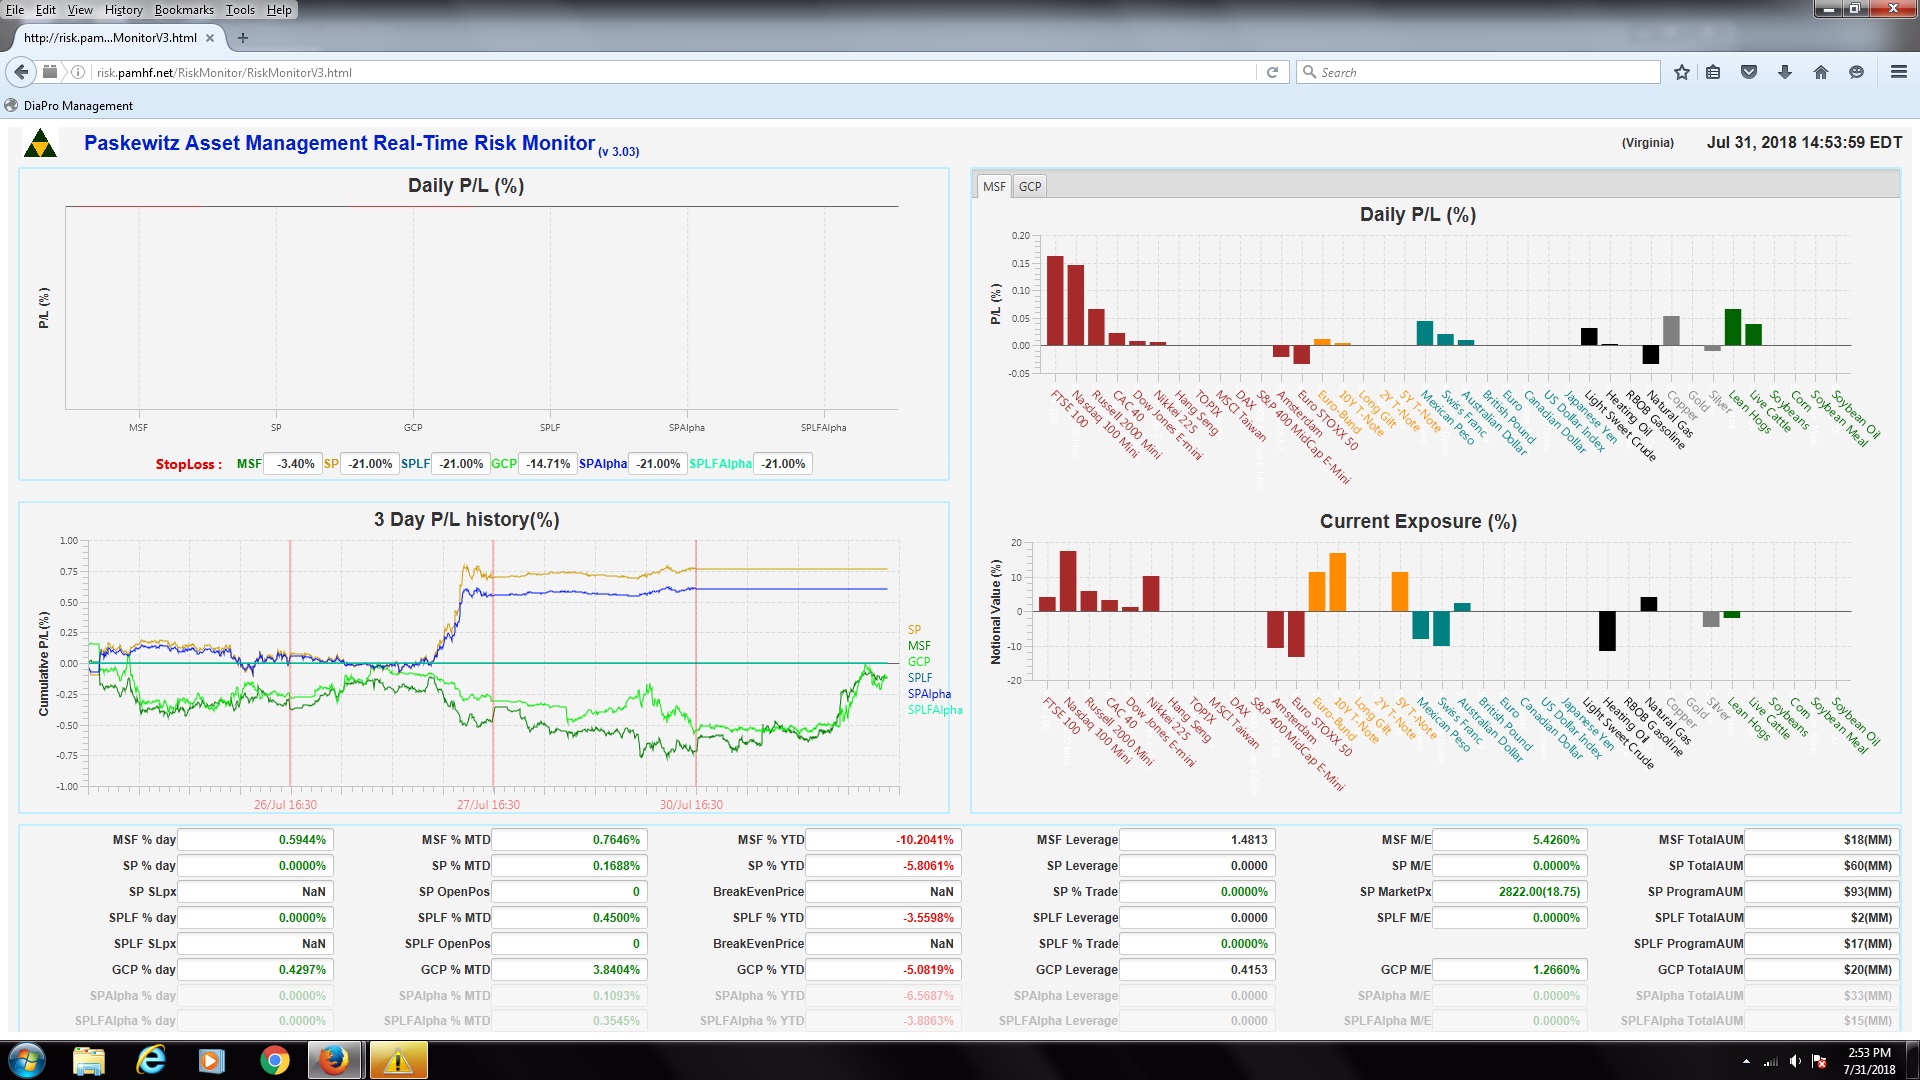 File Edit View History Bookmarks Tools Help
http://risk.pam...MonitorV3.html
risk.pamhf.net/RiskMonitor/RiskMonitorV3.html
Search
DiaPro Management
Paskewitz Asset Management Real-Time Risk Monitor (v 3.03)
(Virginia) Jul 31, 2018 14:53:59 EDT
Daily P/L (%)
P/L (%)
MSF SP GCP SPLF SPAlpha SPLFAlpha
StopLoss : MSF -3.40% SP -21.00% SPLF -21.00% GCP -14.71% SPAlpha -21.00% SPLFAlpha -21.00%
3 Day P/L history(%)
Cumulative P/L(%)
1.00
0.75
0.50
0.25
0.00
-0.25
-0.50
-0.75
-1.00
26/Jul 16:30 27/Jul 16:30 30/Jul 16:30
SP
MSF
GCP
SPLF
SPAlpha
SPLFAlpha
MSF GCP
Daily P/L (%)
P/L (%)
0.20
0.15
0.10
0.05
0.00
-0.05
FTSE 100
Nasdaq 100 Mini
Russell 2000 Mini
CAC 40
Dow Jones E-mini
Nikkei 225
Hang Seng
TOPIX
MSCI Taiwan
DAX
S&P 400 MidCap E-Mini
Amsterdam
Euro STOXX 50
Euro-Bund
10Y T-Note
Long Gilt
2Y T-Note
5Y T-Note
Mexican Peso
Swiss Franc
Australian Dollar
British Pound
Euro
Canadian Dollar
US Dollar Index
Japanese Yen
Light Sweet Crude
Heating Oil
RBOB Gasoline
Natural Gas
Copper
Gold
Silver
Lean Hogs
Live Cattle
Soybeans
Corn
Soybean Meal
Soybean Oil
Current Exposure (%)
Notional Value (%)
20
10
0
-10
-20
FTSE 100
Nasdaq 100 Mini
Russell 2000 Mini
CAC 40
Dow Jones E-mini
Nikkei 225
Hang Seng
TOPIX
MSCI Taiwan
DAX
S&P 400 MidCap E-Mini
Amsterdam
Euro STOXX 50
Euro-Bund
10Y T-Note
Long Gilt
2Y T-Note
5Y T-Note
Mexican Peso
Swiss Franc
Australian Dollar
British Pound
Euro
Canadian Dollar
US Dollar Index
Japanese Yen
Light Sweet Crude
Heating Oil
RBOB Gasoline
Natural Gas
Copper
Gold
Silver
Lean Hogs
Live Cattle
Soybeans
Corn
Soybean Meal
Soybean Oil
MSF % day 0.5944% MSF % MTD 0.7646% MSF % YTD -10.2041% MSF Leverage 1.4813 MSF M/E 5.4260% MSF TotalAUM $18(MM)
SP % day 0.0000% SP % MTD 0.1688% SP % YTD -5.8061% SP Leverage 0.0000 SP M/E 0.0000% SP TotalAUM $60(MM)
SP SLpx NaN SP OpenPos 0 BreakEvenPrice NaN SP % Trade 0.0000% SP MarketPx 2822.00(18.75) SP ProgramAUM $93(MM)
SPLF % day 0.0000% SPLF % MTD 0.4500% SPLF % YTD -3.5598% SPLF Leverage 0.0000 SPLF M/E 0.0000% SPLF TotalAUM $2(MM)
SPLF SLpx NaN SPLF OpenPos 0 BreakEvenPrice NaN SPLF % Trade 0.0000% SPLF ProgramAUM $17(MM)
GCP % day 0.4297% GCP % MTD 3.8404% GCP % YTD -5.0819% GCP Leverage 0.4153 GCP M/E 1.2660% GCP TotalAUM $20(MM)
SPAlpha % day 0.0000% SPAlpha % MTD 0.1093% SPAlpha % YTD -6.5687% SPAlpha Leverage 0.0000 SPAlpha M/E 0.0000% SPAlpha TotalAUM $33(MM)
SPLFAlpha % day 0.0000% SPLFAlpha % MTD 0.3545% SPLFAlpha % YTD -3.8863% SPLFAlpha Leverage 0.0000 SPLFAlpha M/E 0.0000% SPLFAlpha TotalAUM $15(MM)
2:53 PM
7/31/2018